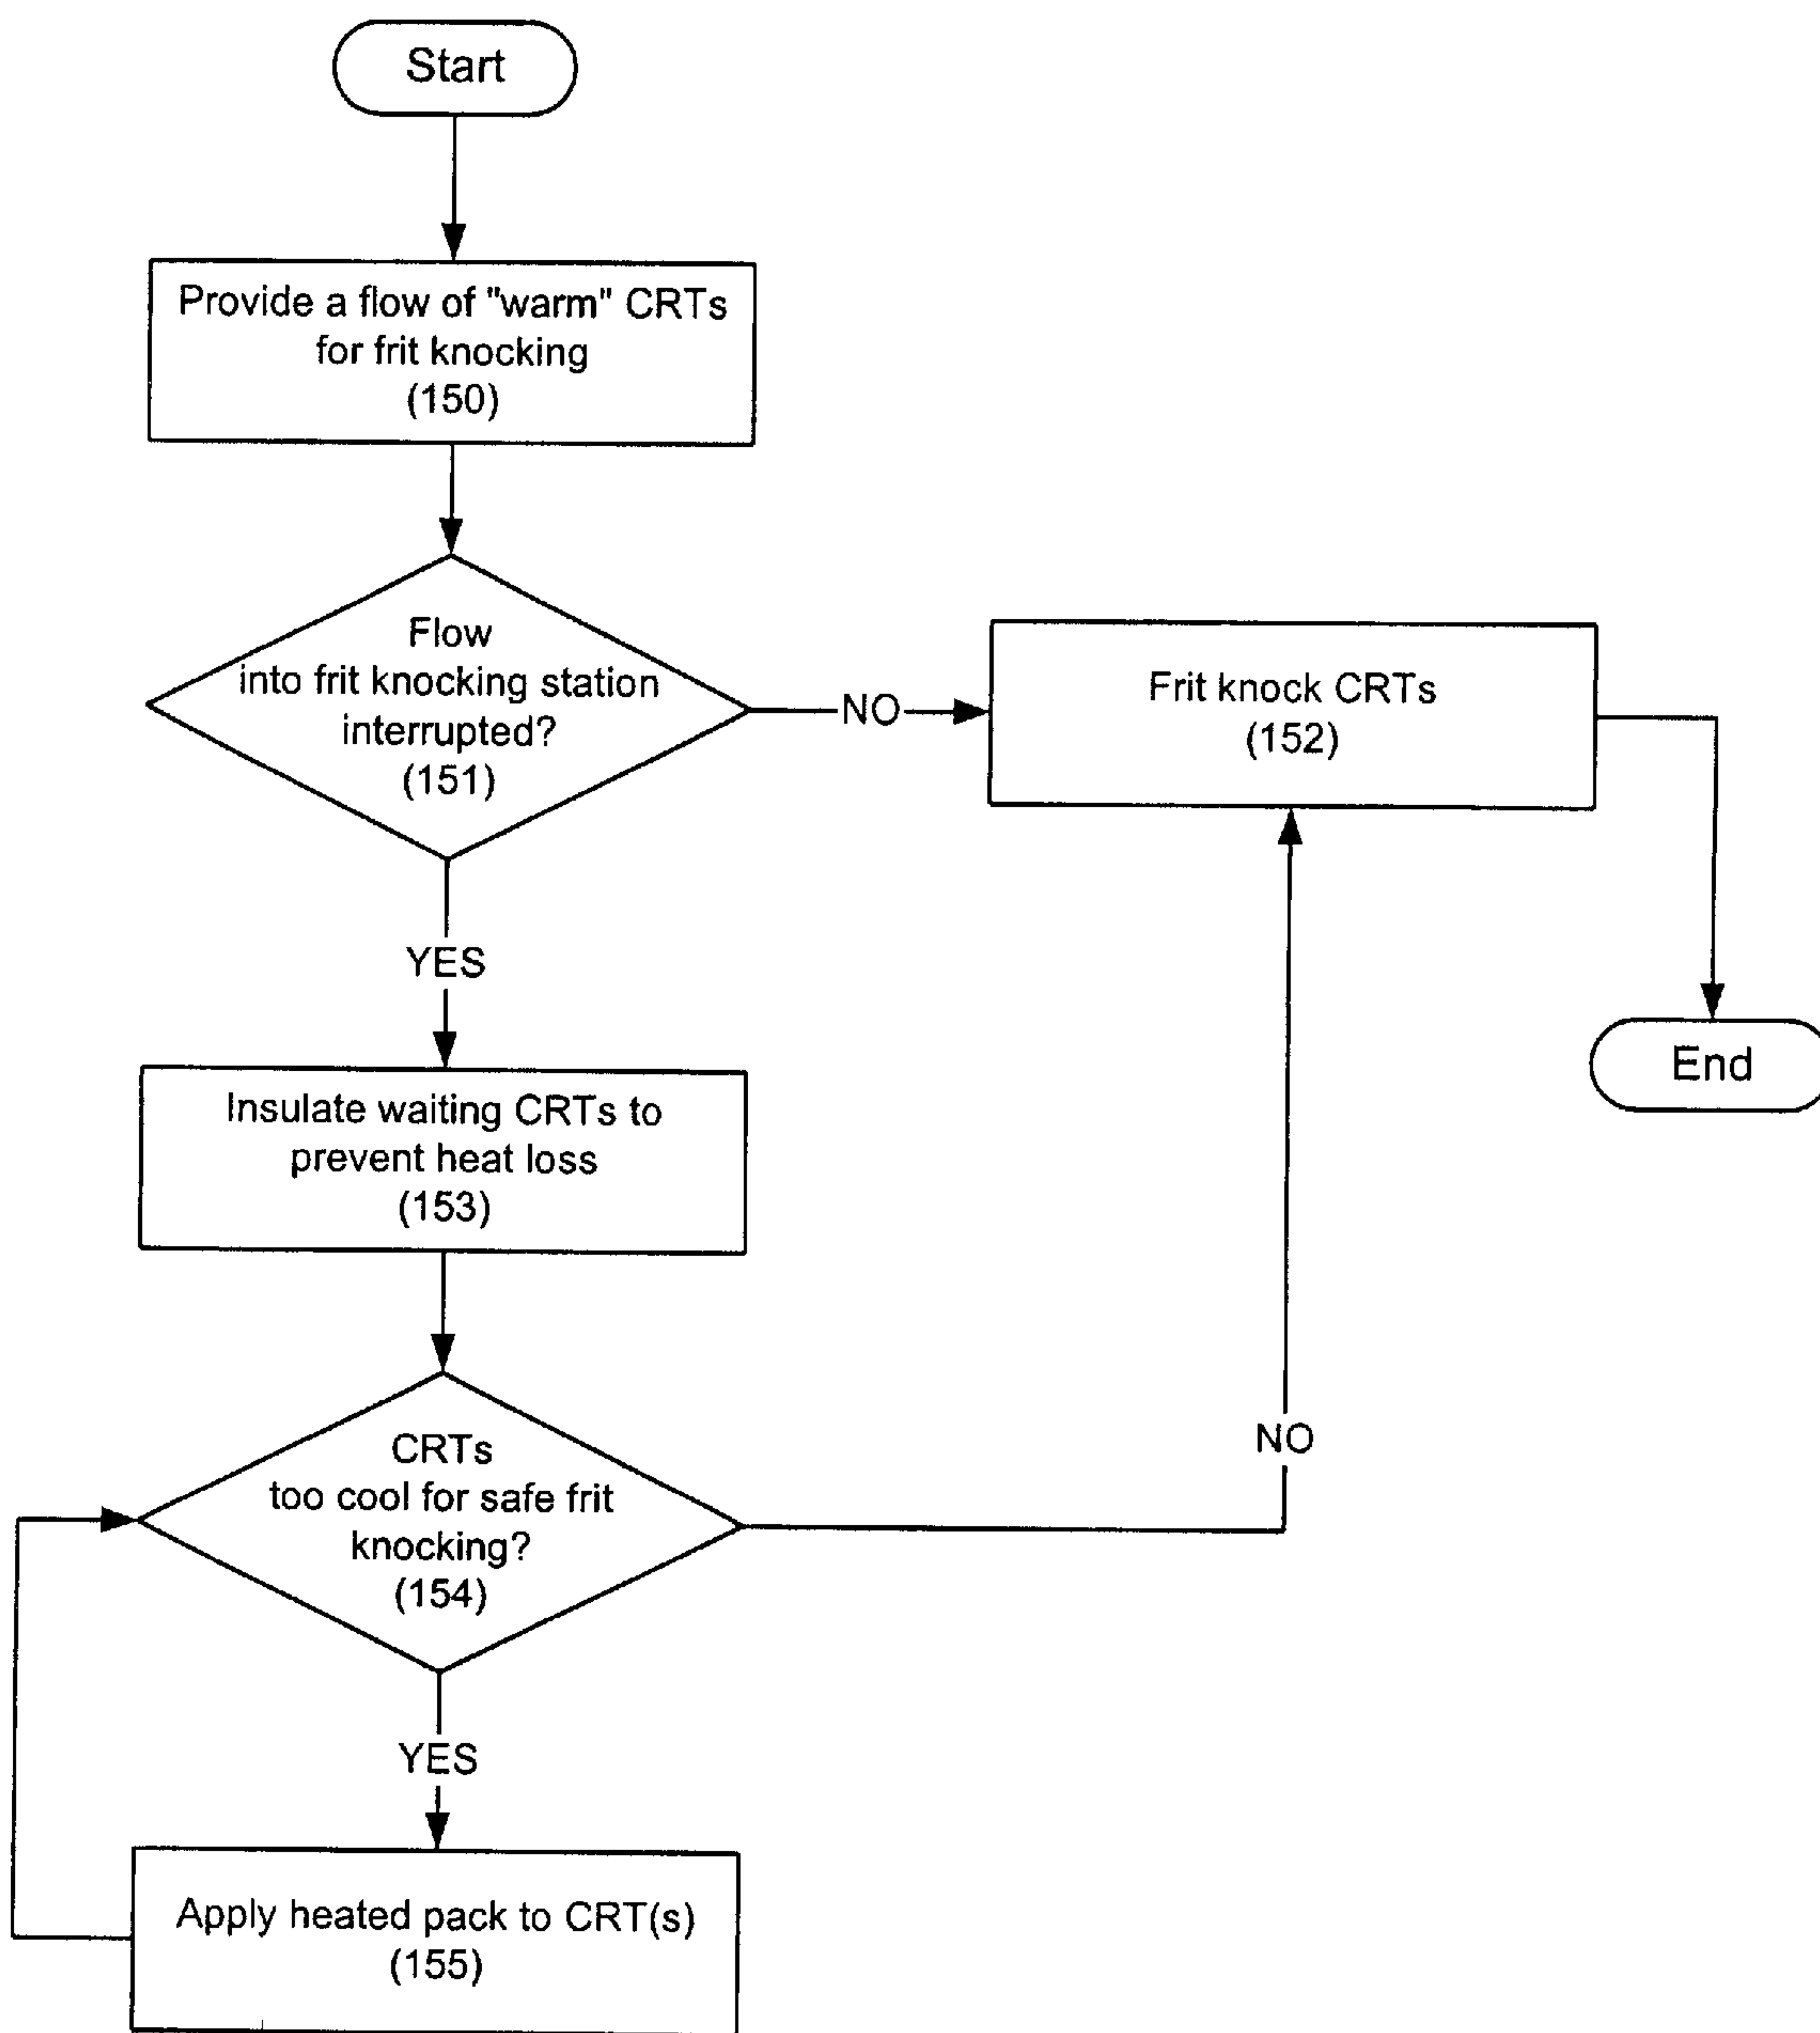 Start
Provide a flow of "warm" CRTs
for frit knocking
(150)
Flow
into frit knocking station
interrupted?
(151)
NO
Frit knock CRTs
(152)
YES
End
Insulate waiting CRTs to
prevent heat loss
(153)
CRTs
too cool for safe frit
knocking?
(154)
NO
YES
Apply heated pack to CRT(s)
(155)